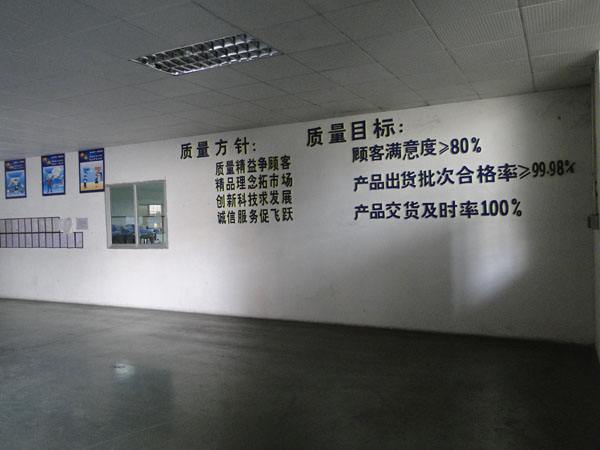 质量方针:
质量精益争顾客
精品理念拓市场
创新科技求发展
诚信服务促飞跃
质量目标:
顾客满意度≥80%
产品出货批次合格率≥99.98%
产品交货及时率100%